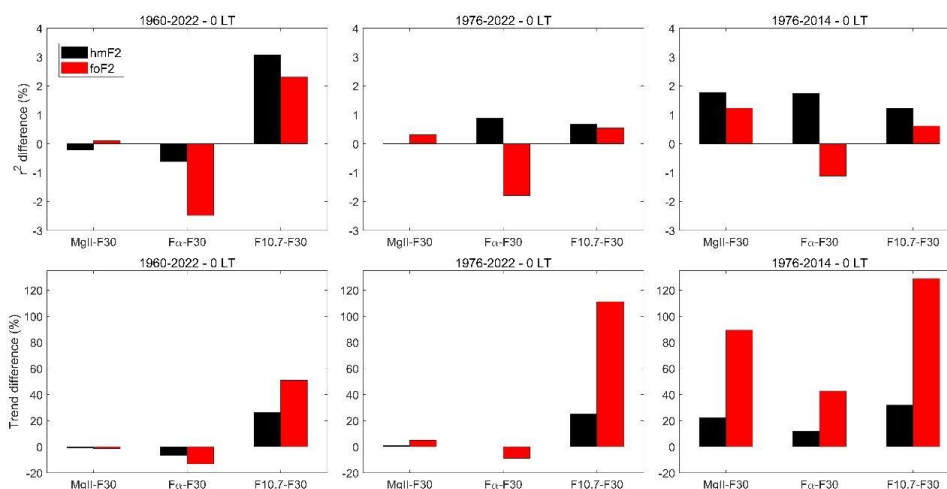 1960-2022 - 0 LT
1976-2022 - 0 LT
1976-2014 - 0 LT
r² difference (%)
4
3
2
1
0
-1
-2
-3
hmF2
foF2
MgII-F30
Fα-F30
F10.7-F30
4
3
2
1
0
-1
-2
-3
MgII-F30
Fα-F30
F10.7-F30
4
3
2
1
0
-1
-2
-3
MgII-F30
Fα-F30
F10.7-F30
1960-2022 - 0 LT
1976-2022 - 0 LT
1976-2014 - 0 LT
Trend difference (%)
120
100
80
60
40
20
0
-20
MgII-F30
Fα-F30
F10.7-F30
120
100
80
60
40
20
0
-20
MgII-F30
Fα-F30
F10.7-F30
120
100
80
60
40
20
0
-20
MgII-F30
Fα-F30
F10.7-F30